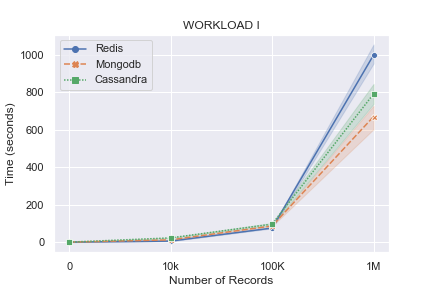 WORKLOAD I
Redis
Mongodb
Cassandra
Time (seconds)
1000
800
600
400
200
0
0 10k 100K 1M
Number of Records